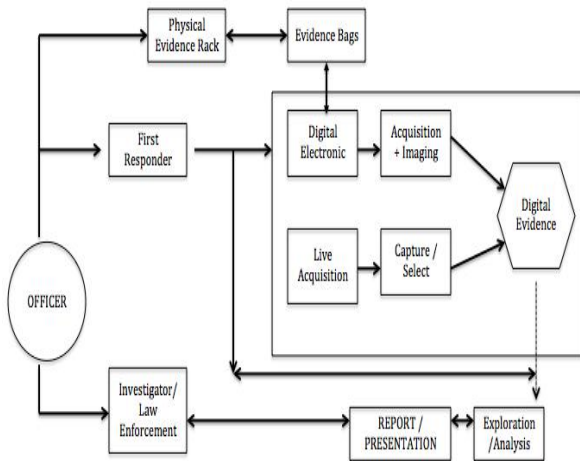 Physical
Evidence Rack
Evidence Bags
First
Responder
Digital
Electronic
Acquisition
+ Imaging
Digital
Evidence
Live
Acquisition
Capture /
Select
OFFICER
Investigator/
Law
Enforcement
REPORT /
PRESENTATION
Exploration
/Analysis